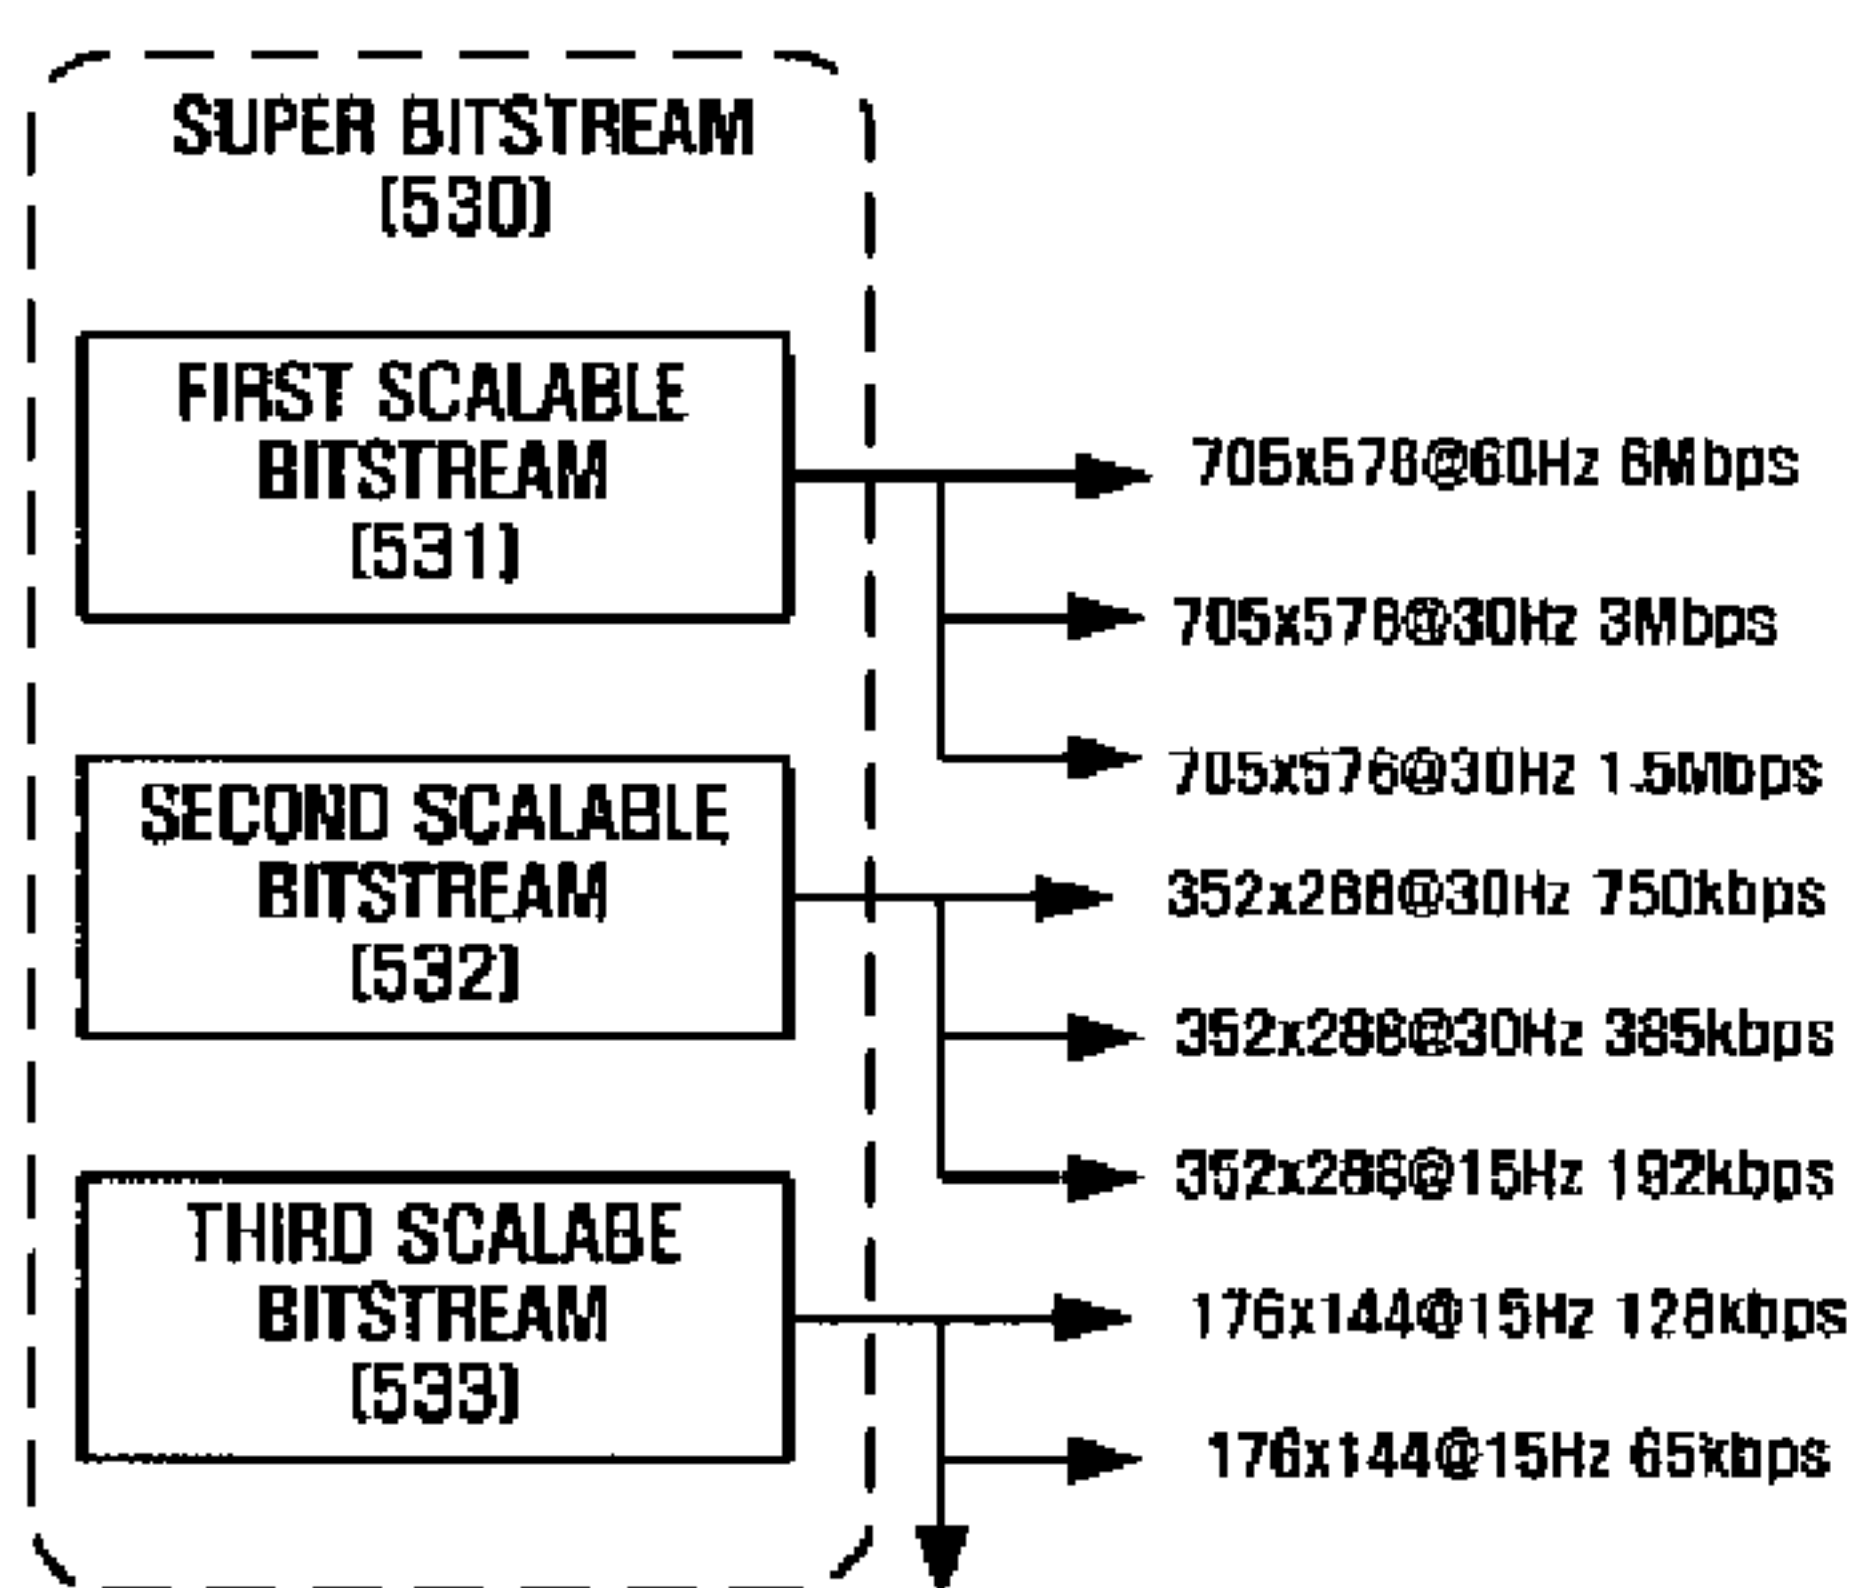 SUPER BITSTREAM
(530)
FIRST SCALABLE
BITSTREAM
(531)
705x576@60Hz 6Mbps
705x576@30Hz 3Mbps
705x576@30Hz 1.5Mbps
SECOND SCALABLE
BITSTREAM
(532)
352x288@30Hz 750kbps
352x288@30Hz 385kbps
352x288@15Hz 192kbps
THIRD SCALABE
BITSTREAM
(533)
176x144@15Hz 128kbps
176x144@15Hz 65kbps